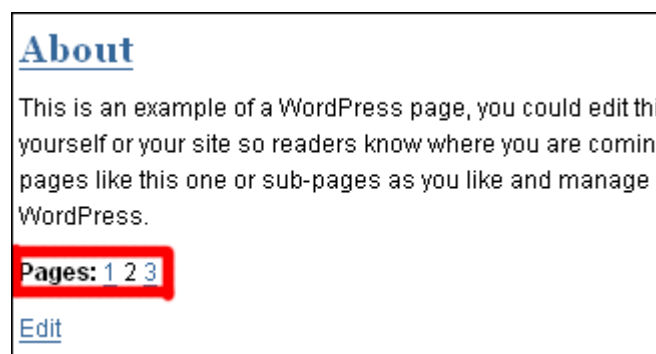 About
This is an example of a WordPress page, you could edit thi
yourself or your site so readers know where you are comin
pages like this one or sub-pages as you like and manage
WordPress.
Pages: 1 2 3
Edit